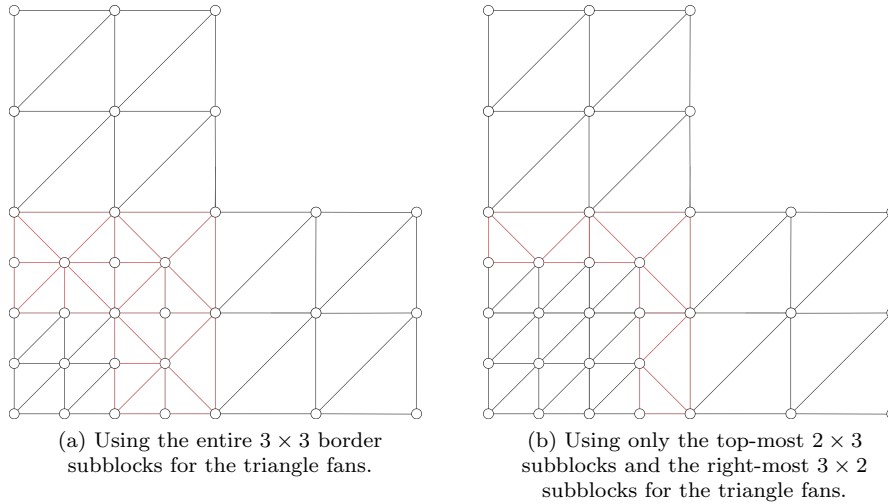 (a) Using the entire 3 × 3 border
subblocks for the triangle fans.
(b) Using only the top-most 2 × 3
subblocks and the right-most 3 × 2
subblocks for the triangle fans.